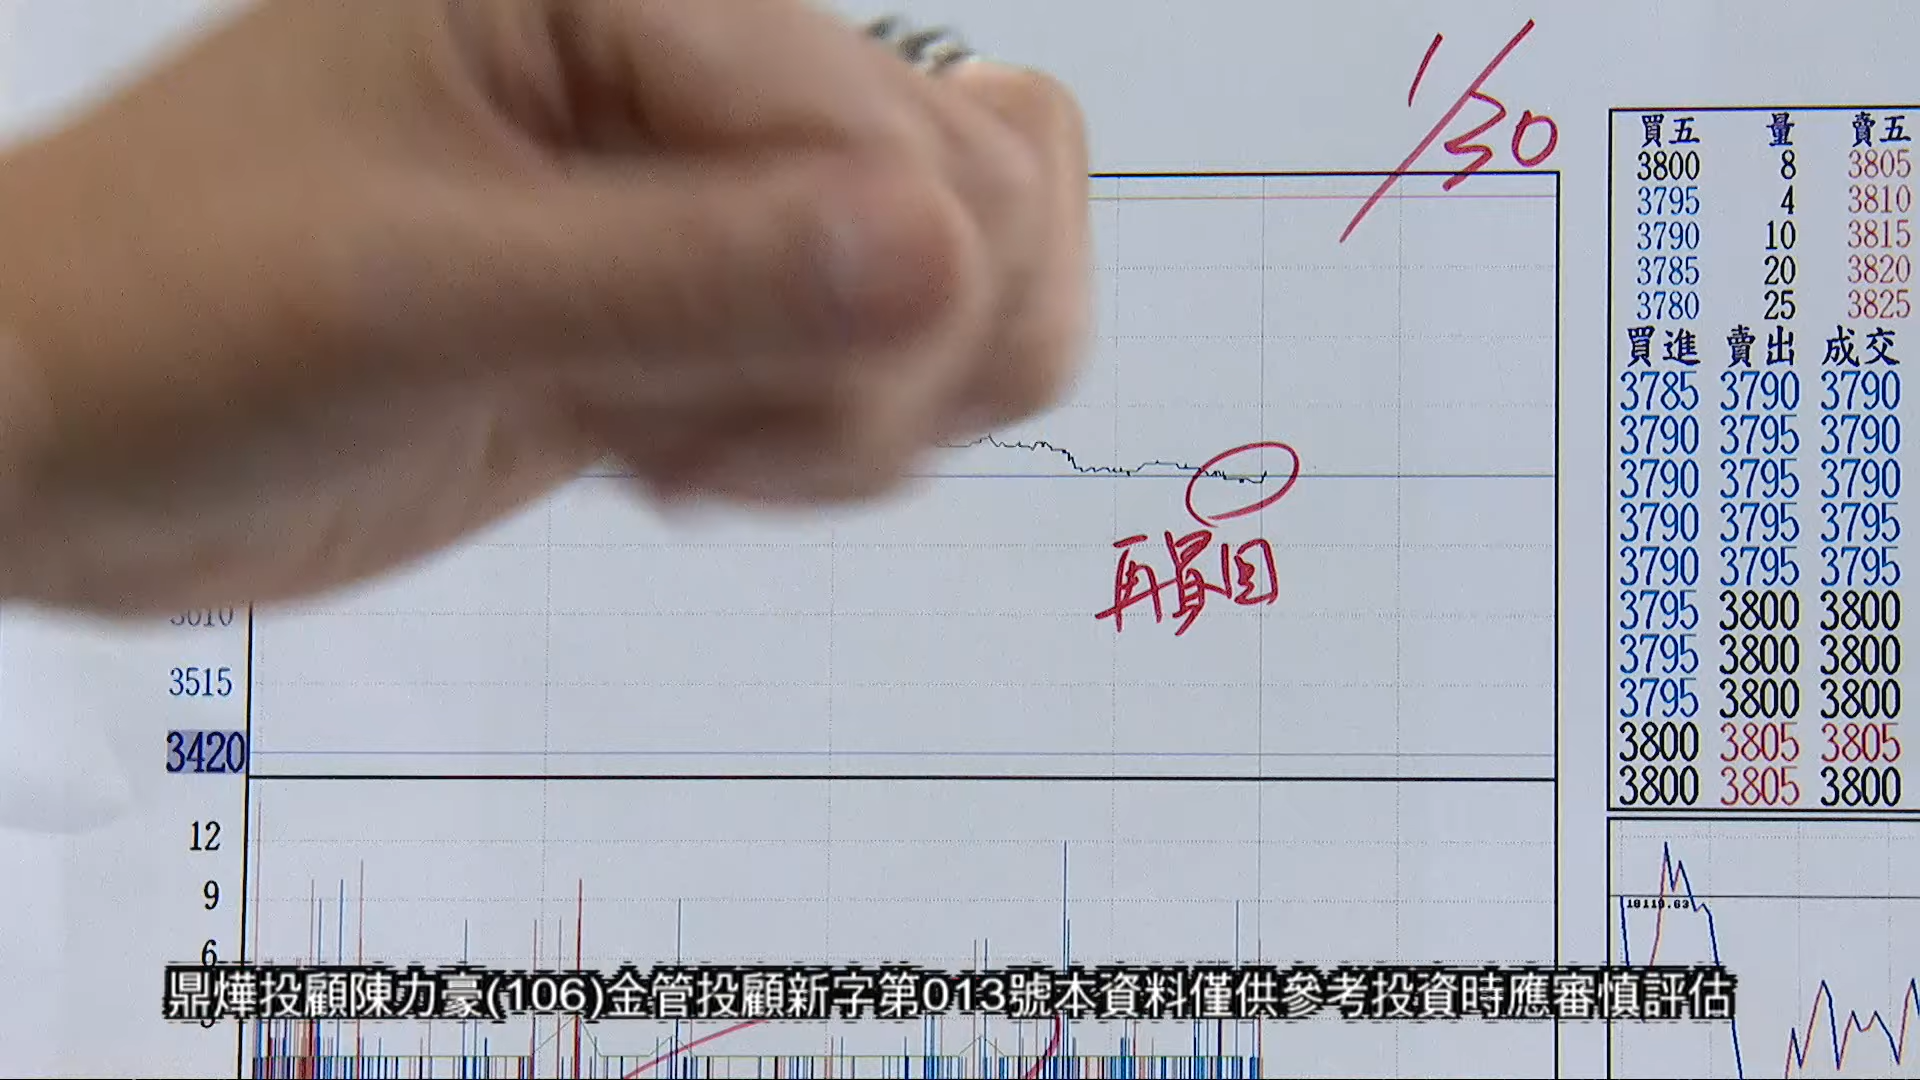 1/30
買五 量 賣五
3800 8 3805
3795 4 3810
3790 10 3815
3785 20 3820
3780 25 3825
買進 賣出 成交
3785 3790 3790
3790 3795 3790
3790 3795 3790
3790 3795 3795
3790 3795 3795
3795 3800 3800
3795 3800 3800
3795 3800 3800
3800 3805 3805
3800 3805 3800
再買回
3610
3515
3420
12
9
6
3
鼎燁投顧陳力豪(106)金管投顧新字第013號本資料僅供參考投資時應審慎評估